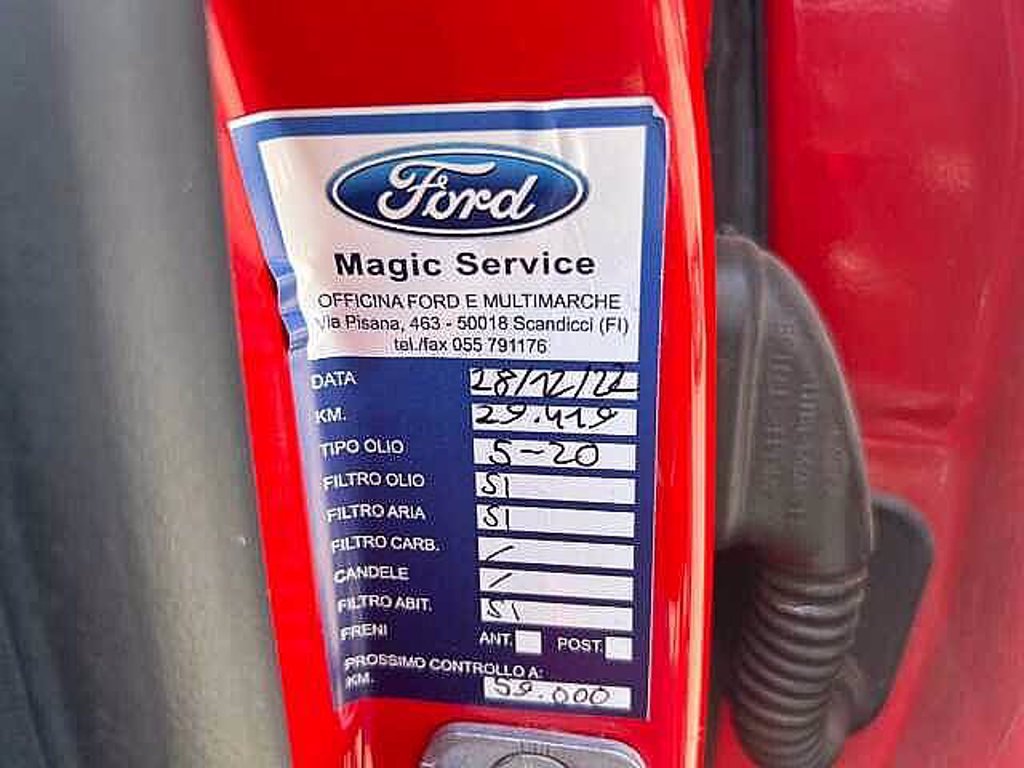 Ford
Magic Service
OFFICINA FORD E MULTIMARCHE
Via Pisana, 463 - 50018 Scandicci (FI)
tel./fax 055 791176
DATA 28/12/22
KM. 29.419
TIPO OLIO 5-20
FILTRO OLIO SI
FILTRO ARIA SI
FILTRO CARB. /
CANDELE /
FILTRO ABIT. SI
FRENI ANT. POST.
PROSSIMO CONTROLLO A:
KM. 59.000